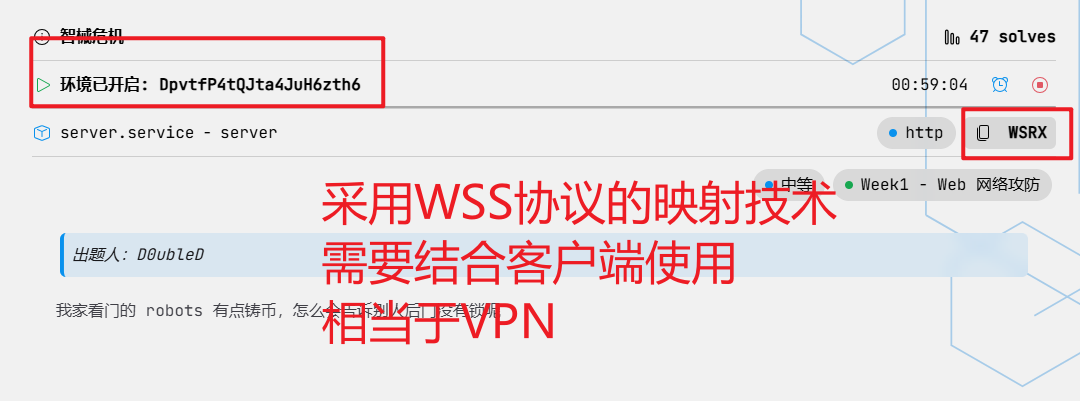 智械危机
47 solves
环境已开启: DpvtfP4tQJta4JuH6zth6
00:59:04
server.service - server
http
WSRX
中等
Week1 - Web 网络攻防
采用WSS协议的映射技术
需要结合客户端使用
相当于VPN
出题人: D0ubleD
我家看门的 robots 有点铸币，怎么会告诉别人后门没有锁呢